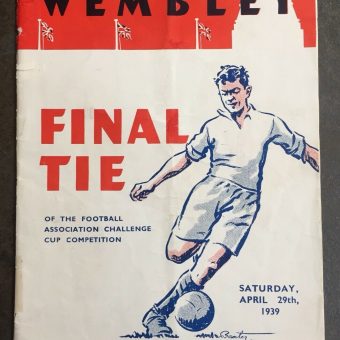 WEMBLEY
FINAL
TIE
OF THE FOOTBALL
ASSOCIATION CHALLENGE
CUP COMPETITION
SATURDAY,
APRIL 29th,
1939